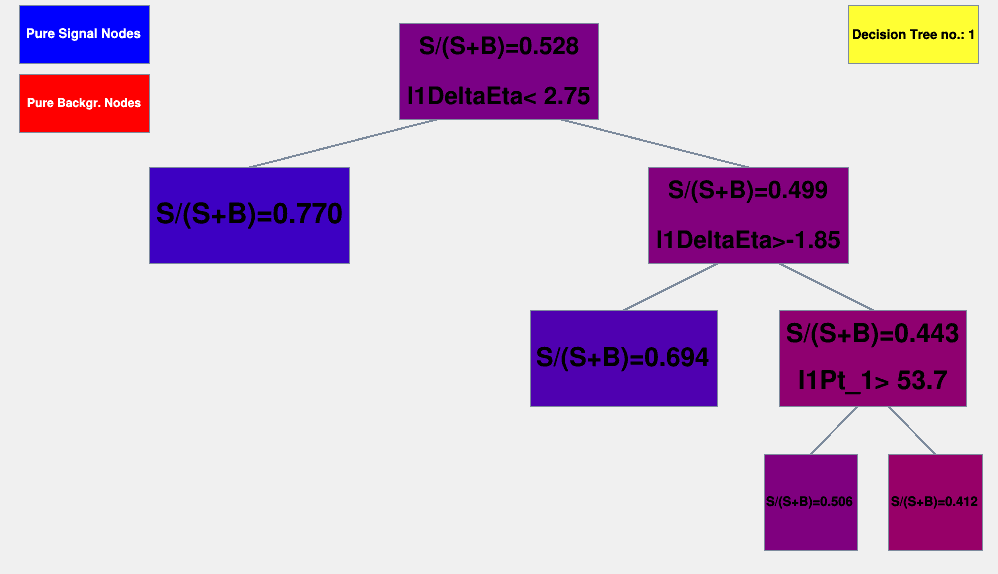 Pure Signal Nodes
Pure Backgr. Nodes
Decision Tree no.: 1
S/(S+B)=0.528
l1DeltaEta< 2.75
S/(S+B)=0.770
S/(S+B)=0.499
l1DeltaEta>-1.85
S/(S+B)=0.694
S/(S+B)=0.443
l1Pt_1> 53.7
S/(S+B)=0.506
S/(S+B)=0.412